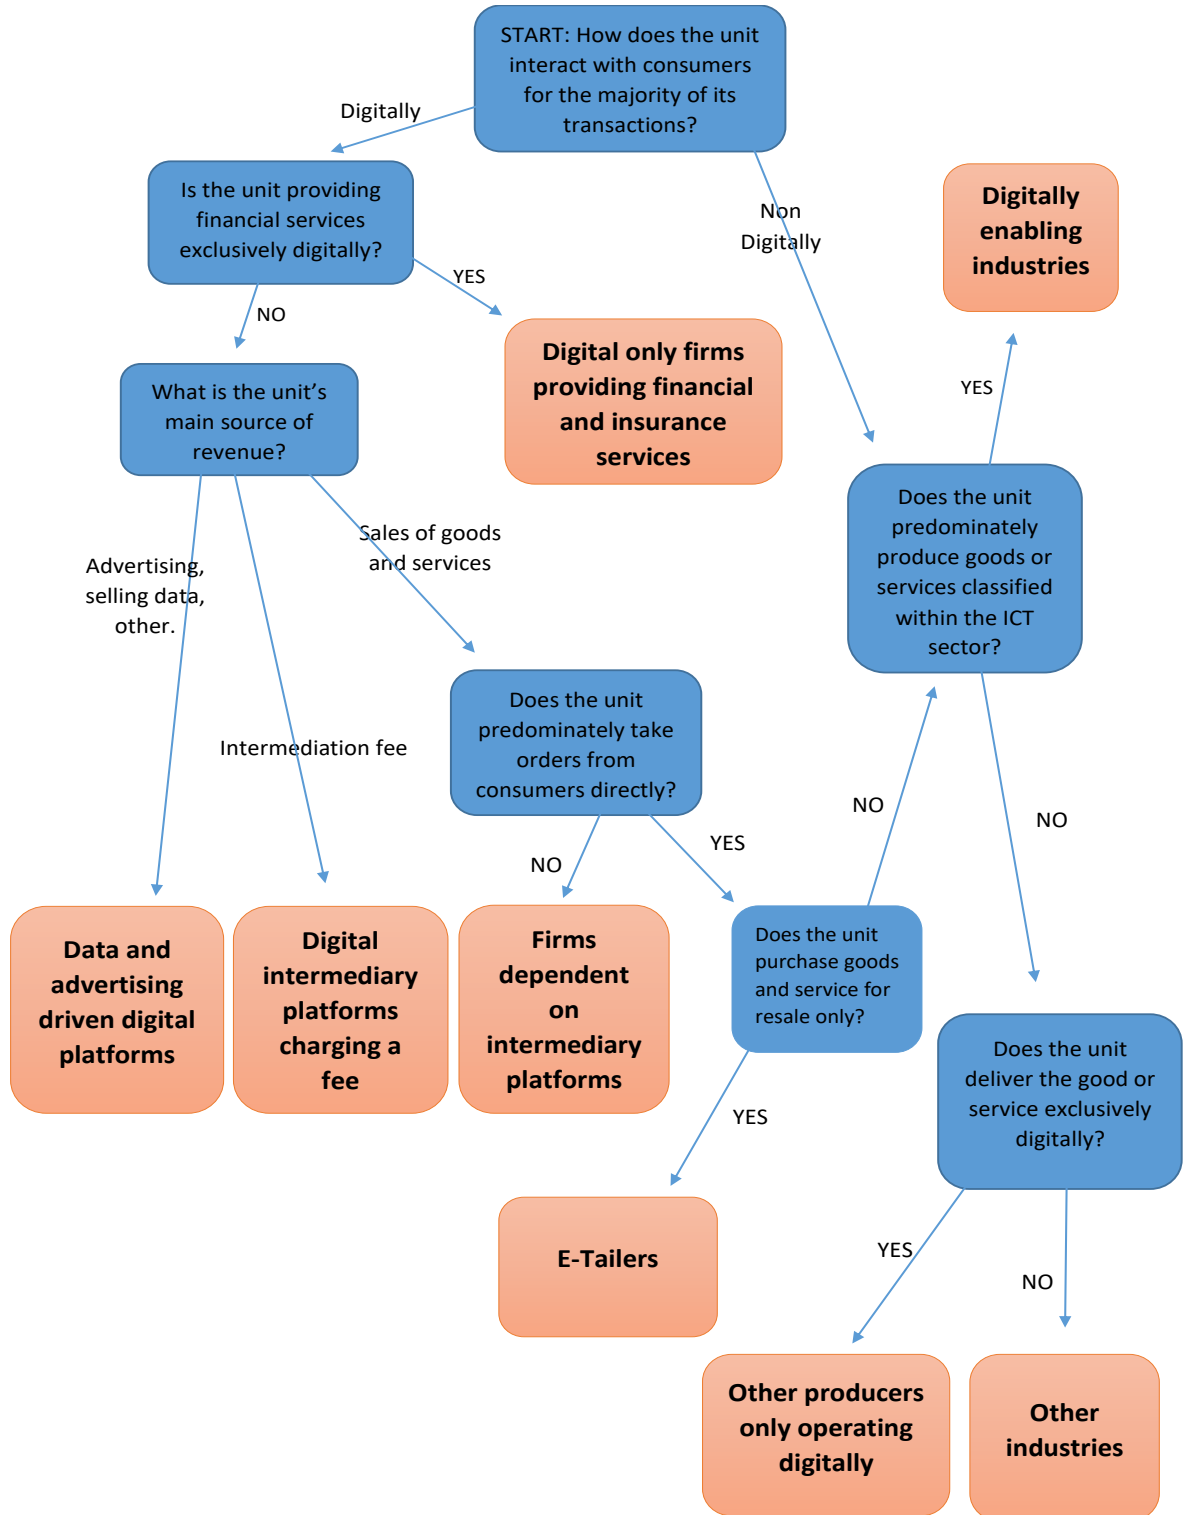 START: How does the unit
interact with consumers
for the majority of its
transactions?
Digitally
Non
Digitally
Is the unit providing
financial services
exclusively digitally?
YES
NO
Digitally
enabling
industries
Digital only firms
providing financial
and insurance
services
YES
What is the unit's
main source of
revenue?
Advertising,
selling data,
other.
Intermediation fee
Sales of goods
and services
Does the unit
predominately
produce goods or
services classified
within the ICT
sector?
Does the unit
predominately take
orders from
consumers directly?
NO
YES
NO
NO
Data and
advertising
driven digital
platforms
Digital
intermediary
platforms
charging a
fee
Firms
dependent
on
intermediary
platforms
Does the unit
purchase goods
and service for
resale only?
YES
Does the unit
deliver the good or
service exclusively
digitally?
E-Tailers
YES
NO
Other producers
only operating
digitally
Other
industries